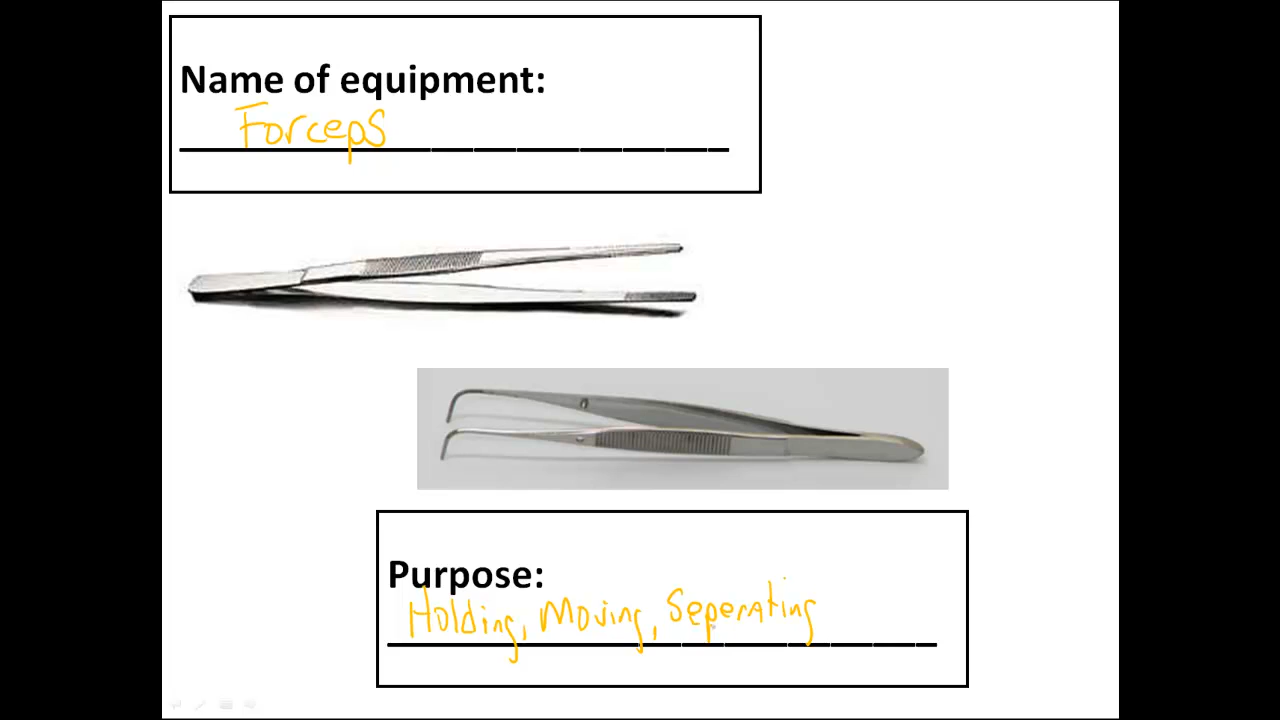 Name of equipment:
Forceps
Purpose:
Holding, Moving, Seperating